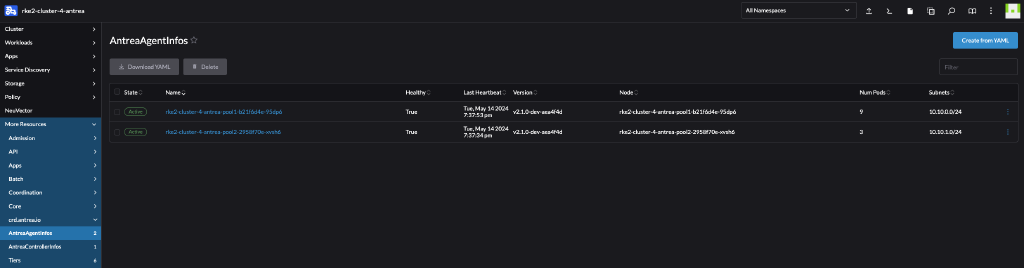 rke2-cluster-4-antrea
All Namespaces
Cluster
Workloads
Apps
Service Discovery
Storage
Policy
NeuVector
More Resources
Admission
API
Apps
Batch
Coordination
Core
crd.antrea.io
AntreaAgentInfos 2
AntreaControllerInfos 1
Tiers 6
AntreaAgentInfos
Create from YAML
Download YAML Delete
Filter
State Name Healthy Last Heartbeat Version Node Num Pods Subnets
Active rke2-cluster-4-antrea-pool1-b21f6d4e-95dp6 True Tue, May 14 2024 7:37:53 pm v2.1.0-dev-aea4f4d rke2-cluster-4-antrea-pool1-b21f6d4e-95dp6 9 10.10.0.0/24
Active rke2-cluster-4-antrea-pool2-2958f70e-xvsh6 True Tue, May 14 2024 7:37:34 pm v2.1.0-dev-aea4f4d rke2-cluster-4-antrea-pool2-2958f70e-xvsh6 3 10.10.1.0/24